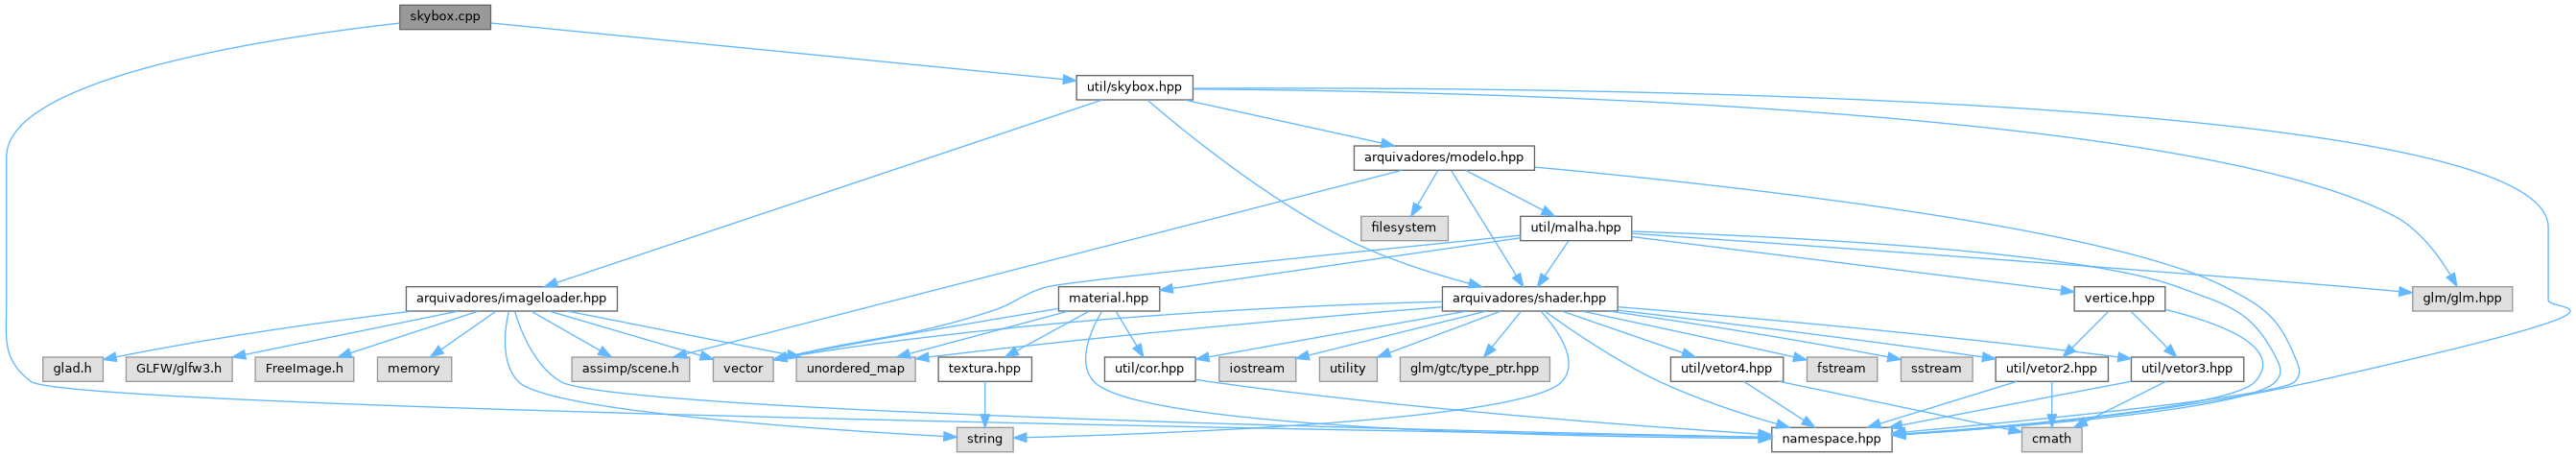 skybox.cpp
util/skybox.hpp
arquivadores/modelo.hpp
filesystem
util/malha.hpp
arquivadores/imageloader.hpp
material.hpp
arquivadores/shader.hpp
vertice.hpp
glm/glm.hpp
glad.h
GLFW/glfw3.h
FreeImage.h
memory
assimp/scene.h
vector
unordered_map
textura.hpp
util/cor.hpp
iostream
utility
glm/gtc/type_ptr.hpp
util/vetor4.hpp
fstream
sstream
util/vetor2.hpp
util/vetor3.hpp
string
namespace.hpp
cmath